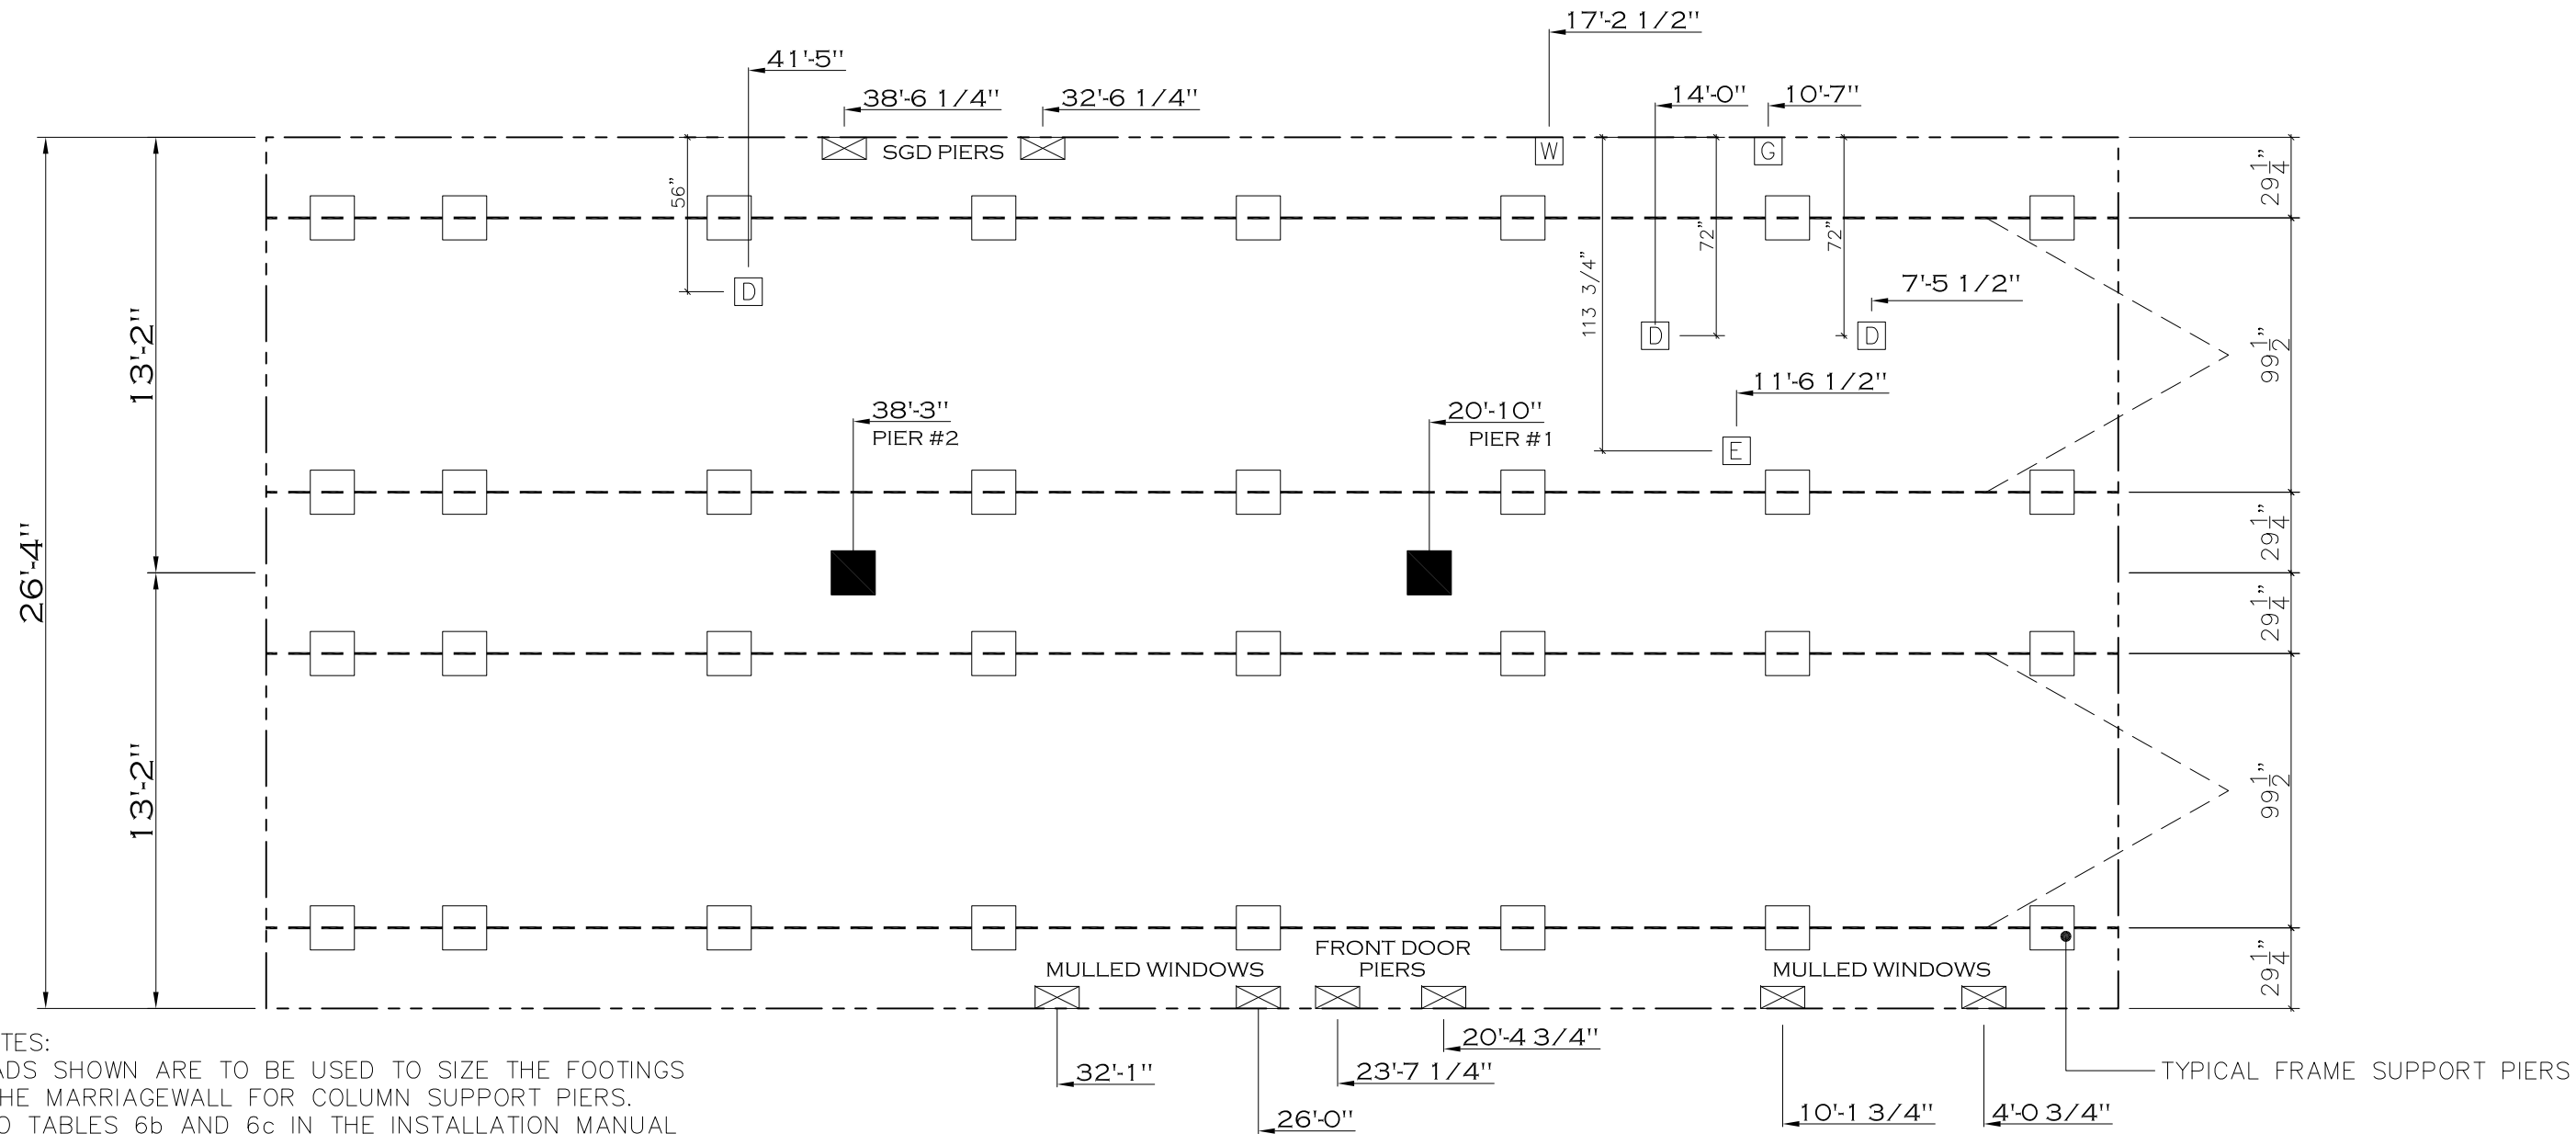 17'-2 1/2"
41'-5"
38'-6 1/4"
32'-6 1/4"
14'-0"
10'-7"
SGD PIERS
W
G
29 1/4"
56"
72"
72"
13'-2"
113 3/4"
D
7'-5 1/2"
D
D
99 1/2"
11'-6 1/2"
38'-3"
PIER #2
20'-10"
PIER #1
E
26'-4"
29 1/4"
29 1/4"
13'-2"
99 1/2"
FRONT DOOR
PIERS
MULLED WINDOWS
MULLED WINDOWS
29 1/4"
20'-4 3/4"
32'-1"
23'-7 1/4"
26'-0"
10'-1 3/4"
4'-0 3/4"
TYPICAL FRAME SUPPORT PIERS
TES:
ADS SHOWN ARE TO BE USED TO SIZE THE FOOTINGS
HE MARRIAGEWALL FOR COLUMN SUPPORT PIERS.
O TABLES 6b AND 6c IN THE INSTALLATION MANUAL